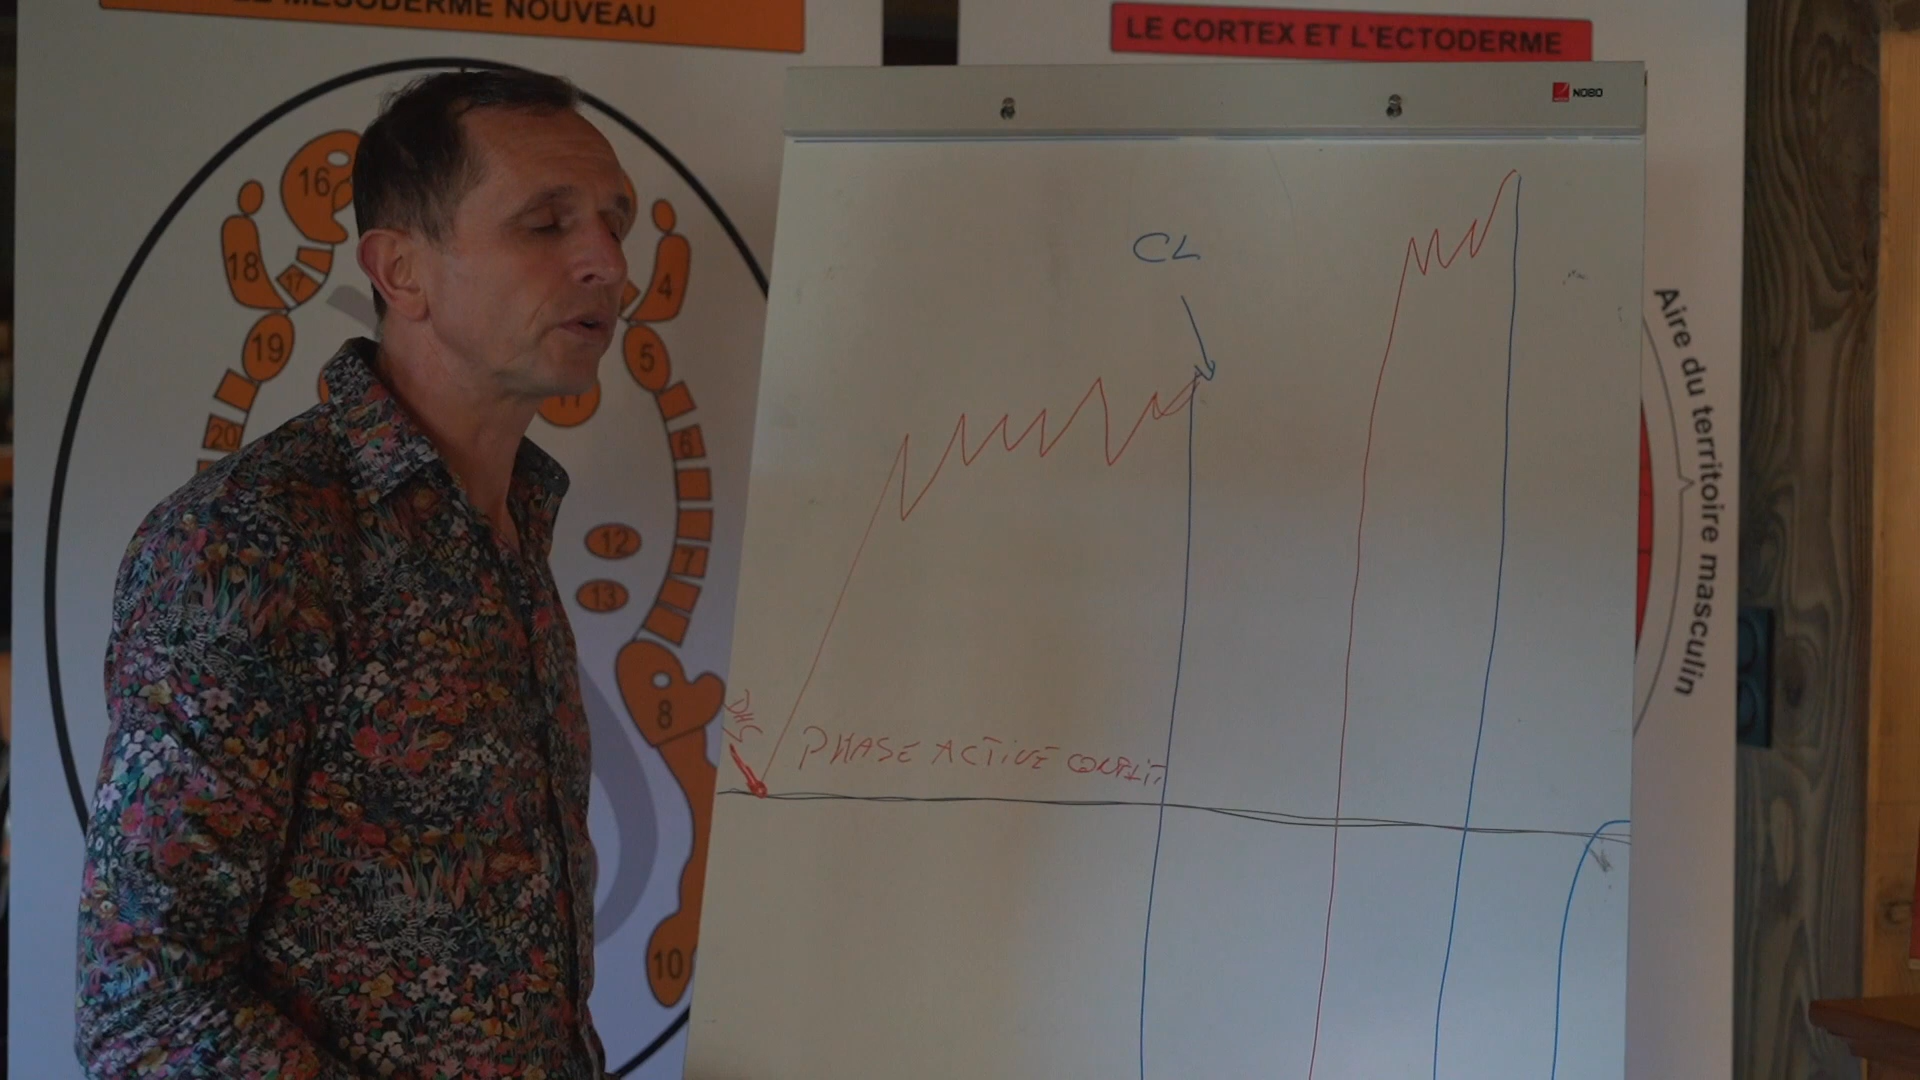 LE MÉSODERME NOUVEAU
LE CORTEX ET L'ECTODERME
NOBO
16
18
17
19
20
4
5
6
7
8
10
11
12
13
CL
DHS
PHASE ACTIVE CONFLIT
Aire du territoire masculin